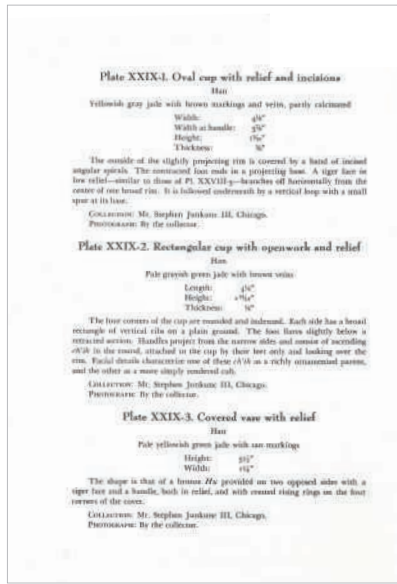 Plate XXIX-1. Oval cup with relief and incisions
Han
Yellowish gray jade with brown markings and veins, partly calcinated
Width:
Width at handle:
Height:
Thickness:
The outside of the slightly projecting rim is covered by a band of incised
angular spirals. The contracted foot ends in a projecting base. A tiger face in
low relief—similar to those of Pl. XXVIII-3—branches off horizontally from the
center of one broad rim. It is followed underneath by a vertical loop with a small
spur at its base.
COLLECTION: Mr. Stephen Junkunc III, Chicago.
PHOTOGRAPH: By the collector.
Plate XXIX-2. Rectangular cup with openwork and relief
Han
Pale grayish green jade with brown veins
Length:
Height:
Thickness:
The four corners of the cup are rounded and indented. Each side has a broad
rectangle of vertical ribs on a plain ground. The foot flares slightly below a
retracted section. Handles project from the narrow sides and consist of ascending
ch'ih in the round, attached to the cup by their feet only and looking over the
rim. Facial details characterize one of these ch'ih as a richly ornamented parent,
and the other as a more simply rendered cub.
COLLECTION: Mr. Stephen Junkunc III, Chicago.
PHOTOGRAPH: By the collector.
Plate XXIX-3. Covered vase with relief
Han
Pale yellowish green jade with tan markings
Height:
Width:
The shape is that of a bronze Hu provided on two opposed sides with a
tiger face and a handle, both in relief, and with crested rising rings on the four
corners of the cover.
COLLECTION: Mr. Stephen Junkunc III, Chicago.
PHOTOGRAPH: By the collector.